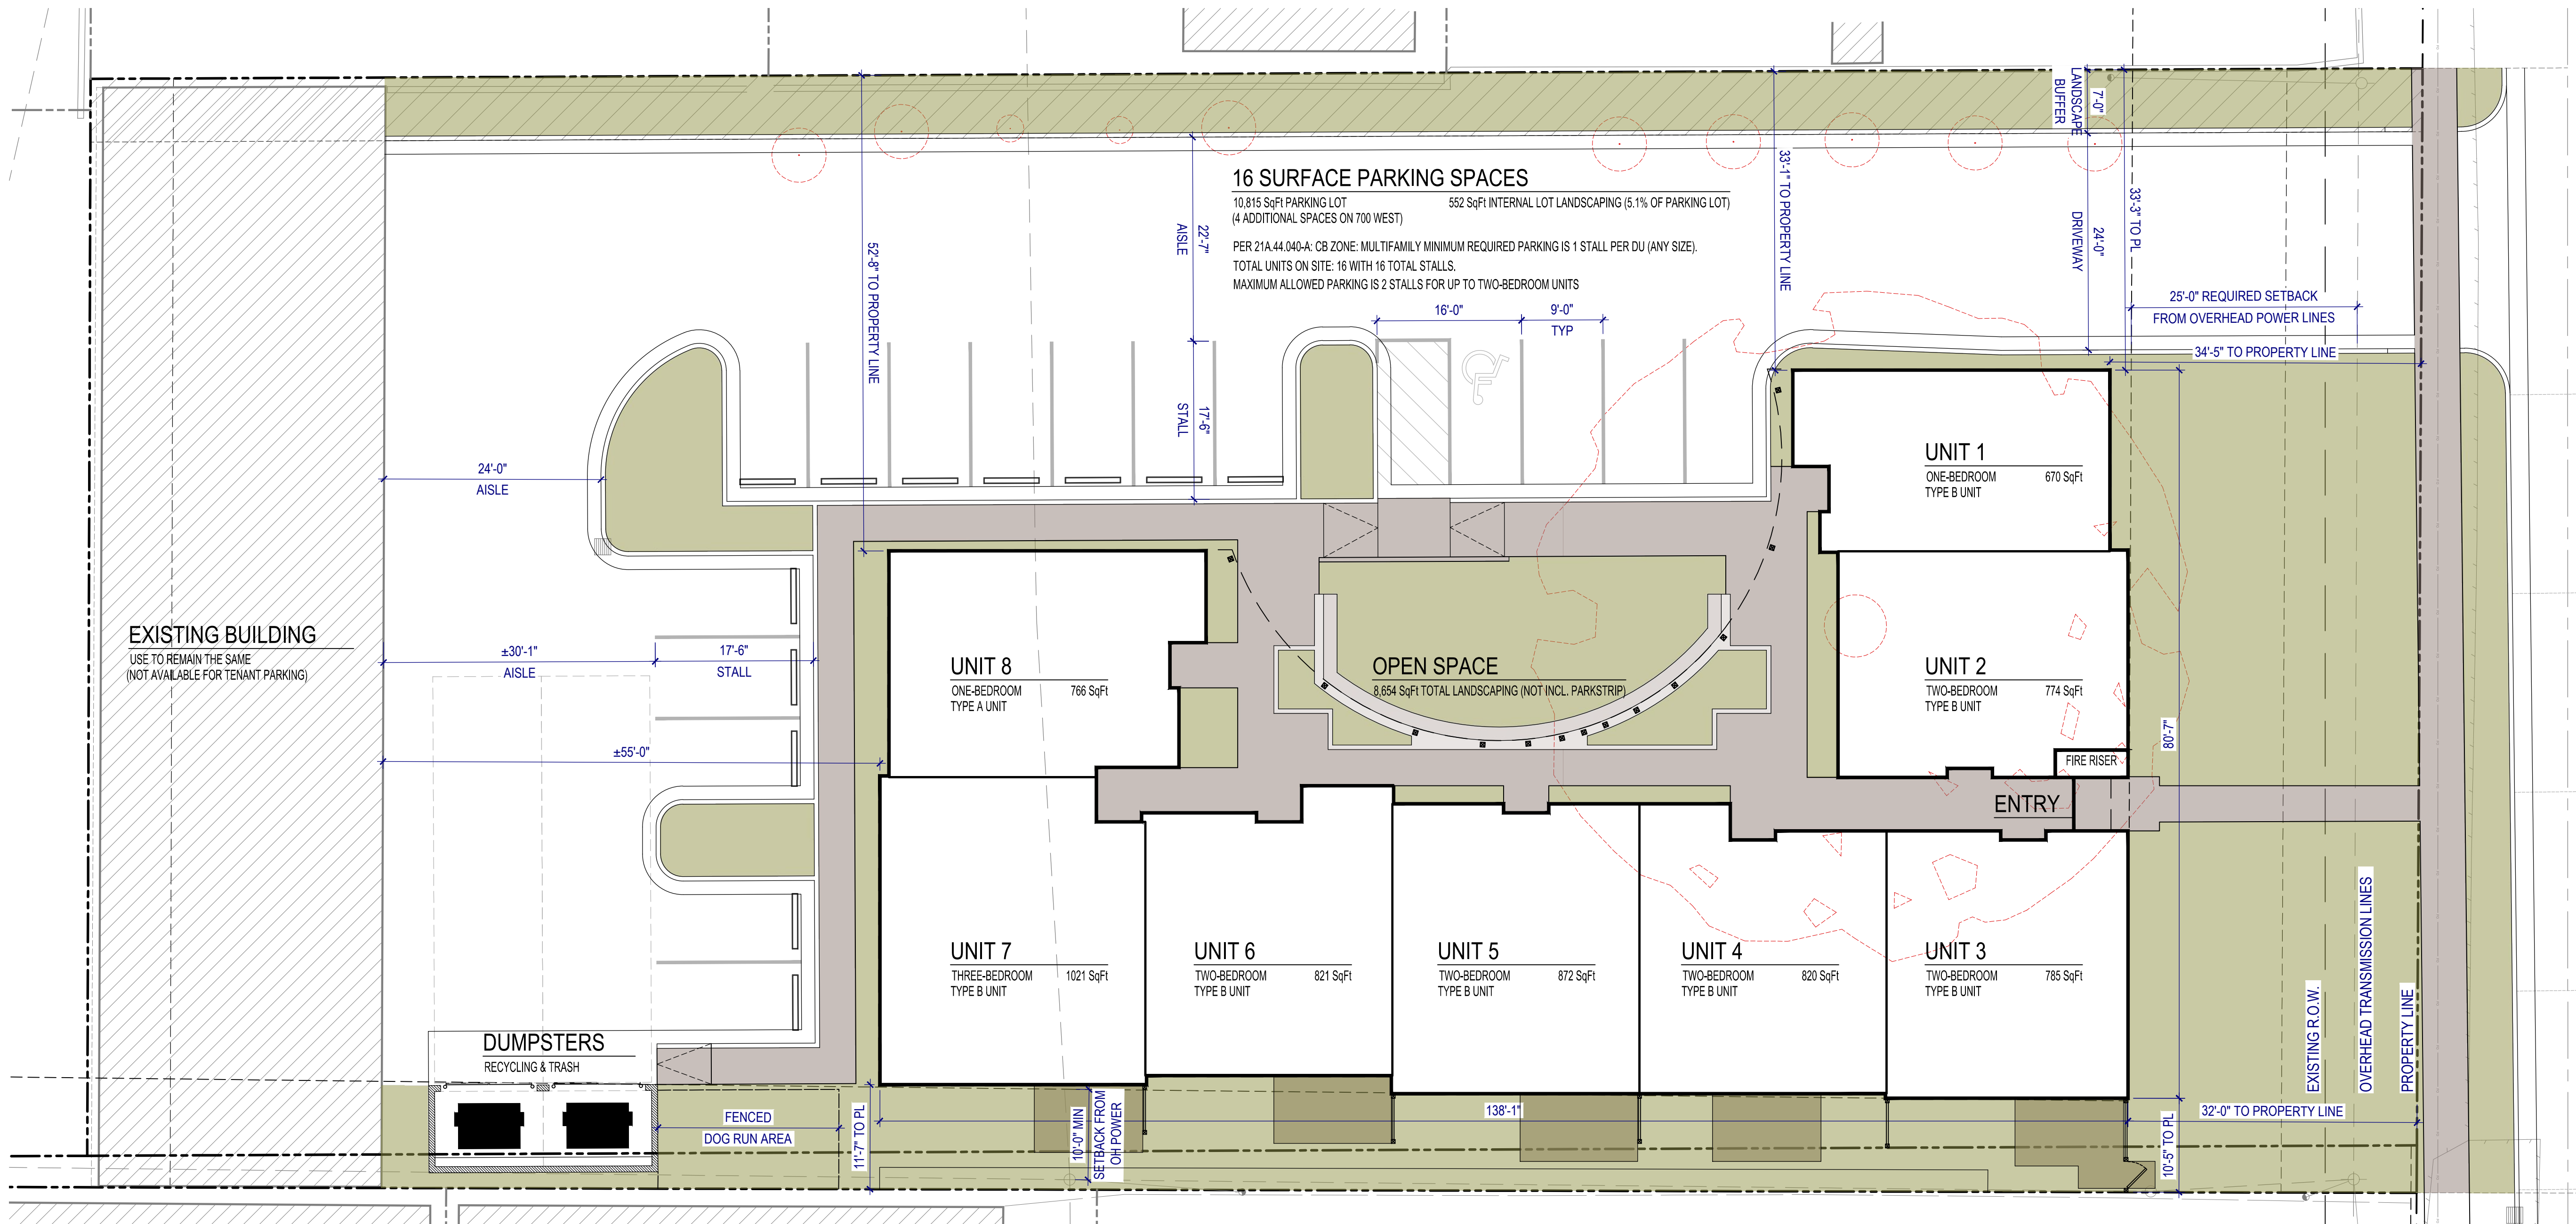 LANDSCAPE
BUFFER
7'-0"
16 SURFACE PARKING SPACES
10,815 SqFt PARKING LOT
552 SqFt INTERNAL LOT LANDSCAPING (5.1% OF PARKING LOT)
(4 ADDITIONAL SPACES ON 700 WEST)
PER 21A.44.040-A: CB ZONE: MULTIFAMILY MINIMUM REQUIRED PARKING IS 1 STALL PER DU (ANY SIZE).
TOTAL UNITS ON SITE: 16 WITH 16 TOTAL STALLS.
MAXIMUM ALLOWED PARKING IS 2 STALLS FOR UP TO TWO-BEDROOM UNITS
52'-8" TO PROPERTY LINE
22'-7"
AISLE
33'-1" TO PROPERTY LINE
24'-0"
DRIVEWAY
33'-3" TO PL
25'-0" REQUIRED SETBACK
FROM OVERHEAD POWER LINES
34'-5" TO PROPERTY LINE
16'-0"
9'-0"
TYP
17'-6"
STALL
24'-0"
AISLE
UNIT 1
ONE-BEDROOM
670 SqFt
TYPE B UNIT
EXISTING BUILDING
USE TO REMAIN THE SAME
(NOT AVAILABLE FOR TENANT PARKING)
±30'-1"
AISLE
17'-6"
STALL
±55'-0"
UNIT 8
ONE-BEDROOM
766 SqFt
TYPE A UNIT
OPEN SPACE
8,654 SqFt TOTAL LANDSCAPING (NOT INCL. PARKSTRIP)
UNIT 2
TWO-BEDROOM
774 SqFt
TYPE B UNIT
80'-7"
FIRE RISER
ENTRY
UNIT 7
THREE-BEDROOM
1021 SqFt
TYPE B UNIT
UNIT 6
TWO-BEDROOM
821 SqFt
TYPE B UNIT
UNIT 5
TWO-BEDROOM
872 SqFt
TYPE B UNIT
UNIT 4
TWO-BEDROOM
820 SqFt
TYPE B UNIT
UNIT 3
TWO-BEDROOM
785 SqFt
TYPE B UNIT
EXISTING R.O.W.
OVERHEAD TRANSMISSION LINES
PROPERTY LINE
DUMPSTERS
RECYCLING & TRASH
FENCED
DOG RUN AREA
11'-7" TO PL
10'-0" MIN
SETBACK FROM
OH POWER
138'-1"
10'-5" TO PL
32'-0" TO PROPERTY LINE